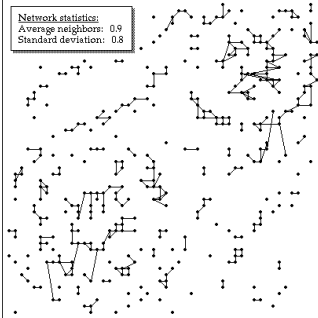 Network statistics:
Average neighbors: 0.9
Standard deviation: 0.8